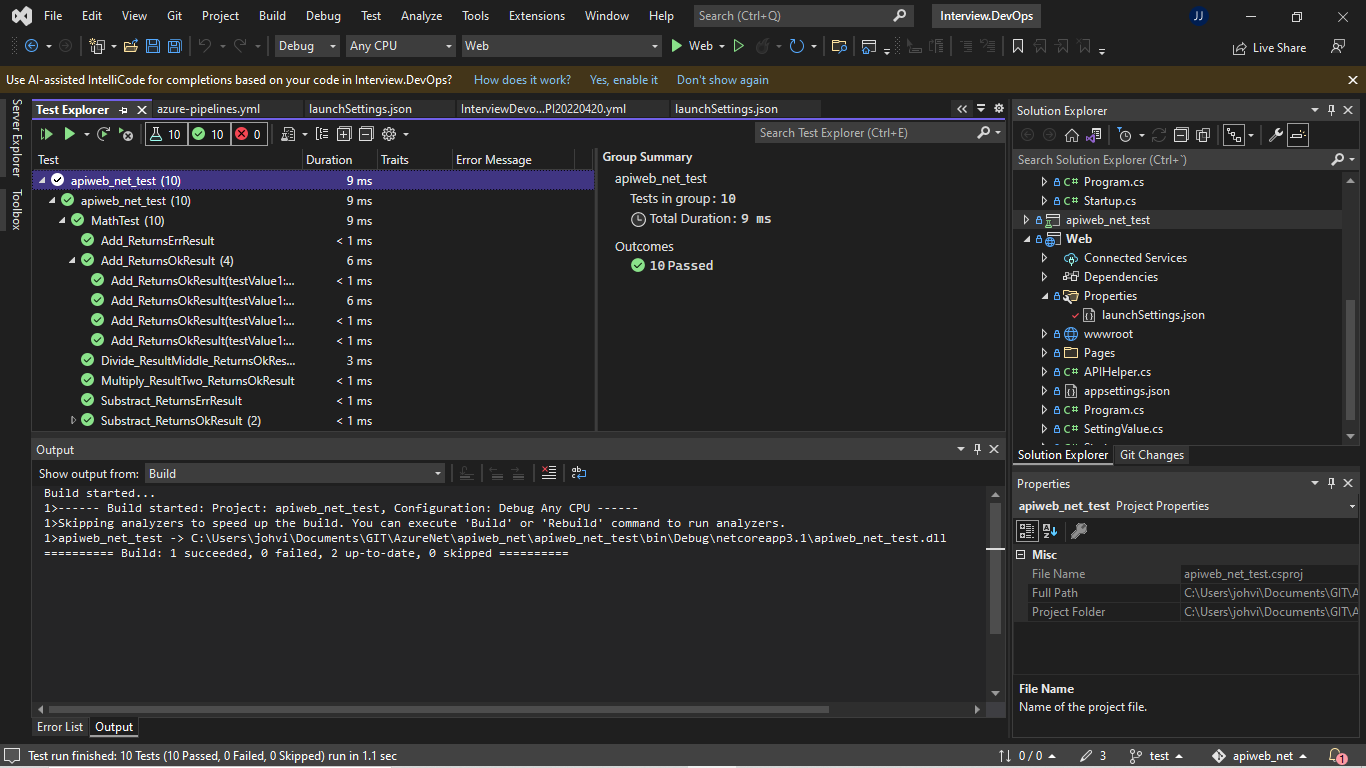 File Edit View Git Project Build Debug Test Analyze Tools Extensions Window Help Search (Ctrl+Q) Interview.DevOps JJ
Debug Any CPU Web Web Live Share
Use AI-assisted IntelliCode for completions based on your code in Interview.DevOps? How does it work? Yes, enable it Don't show again
Server Explorer
Toolbox
Test Explorer azure-pipelines.yml launchSettings.json InterviewDevo...PI20220420.yml launchSettings.json
10 10 0 Search Test Explorer (Ctrl+E)
Test Duration Traits Error Message
apiweb_net_test (10) 9 ms
apiweb_net_test (10) 9 ms
MathTest (10) 9 ms
Add_ReturnsErrResult < 1 ms
Add_ReturnsOkResult (4) 6 ms
Add_ReturnsOkResult(testValue1:... < 1 ms
Add_ReturnsOkResult(testValue1:... 6 ms
Add_ReturnsOkResult(testValue1:... < 1 ms
Add_ReturnsOkResult(testValue1:... < 1 ms
Divide_ResultMiddle_ReturnsOkRes... 3 ms
Multiply_ResultTwo_ReturnsOkResult < 1 ms
Substract_ReturnsErrResult < 1 ms
Substract_ReturnsOkResult (2) < 1 ms
Group Summary
apiweb_net_test
Tests in group: 10
Total Duration: 9 ms
Outcomes
10 Passed
Output
Show output from: Build
Build started...
1>------ Build started: Project: apiweb_net_test, Configuration: Debug Any CPU ------
1>Skipping analyzers to speed up the build. You can execute 'Build' or 'Rebuild' command to run analyzers.
1>apiweb_net_test -> C:\Users\johvi\Documents\GIT\AzureNet\apiweb_net\apiweb_net_test\bin\Debug\netcoreapp3.1\apiweb_net_test.dll
========== Build: 1 succeeded, 0 failed, 2 up-to-date, 0 skipped ==========
Error List Output
Solution Explorer
Search Solution Explorer (Ctrl+´)
C# Program.cs
C# Startup.cs
apiweb_net_test
Web
Connected Services
Dependencies
Properties
launchSettings.json
wwwroot
Pages
C# APIHelper.cs
appsettings.json
C# Program.cs
C# SettingValue.cs
Solution Explorer Git Changes
Properties
apiweb_net_test Project Properties
Misc
File Name apiweb_net_test.csproj
Full Path C:\Users\johvi\Documents\GIT\A
Project Folder C:\Users\johvi\Documents\GIT\A
File Name
Name of the project file.
Test run finished: 10 Tests (10 Passed, 0 Failed, 0 Skipped) run in 1.1 sec 0 / 0 3 test apiweb_net 1